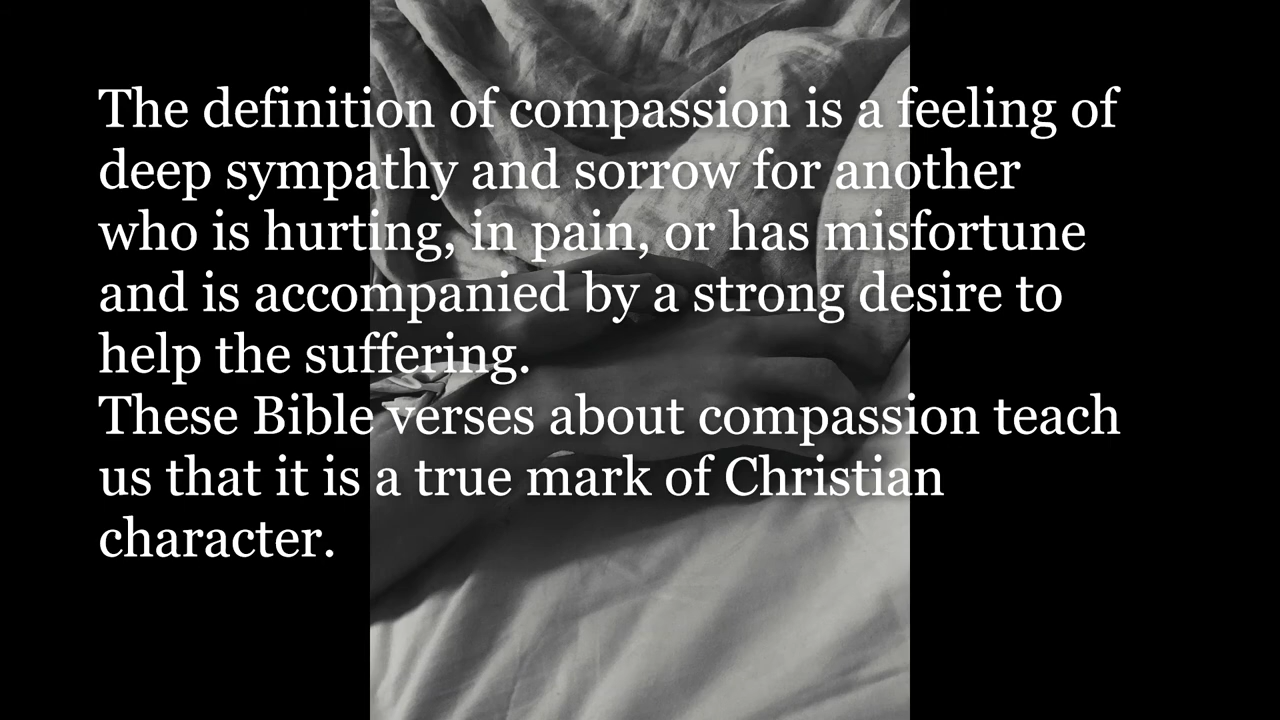 The definition of compassion is a feeling of
deep sympathy and sorrow for another
who is hurting, in pain, or has misfortune
and is accompanied by a strong desire to
help the suffering.
These Bible verses about compassion teach
us that it is a true mark of Christian
character.